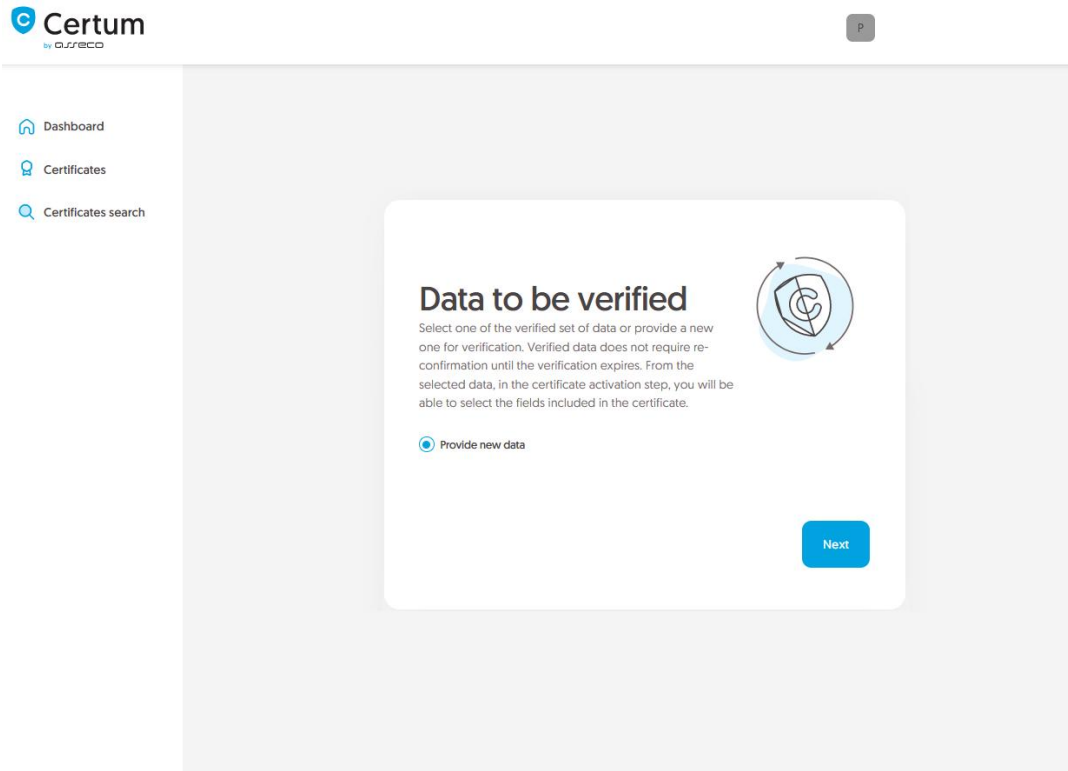 Certum
by asseco
P
Dashboard
Certificates
Certificates search
Data to be verified
Select one of the verified set of data or provide a new
one for verification. Verified data does not require re-
confirmation until the verification expires. From the
selected data, in the certificate activation step, you will be
able to select the fields included in the certificate.
Provide new data
Next